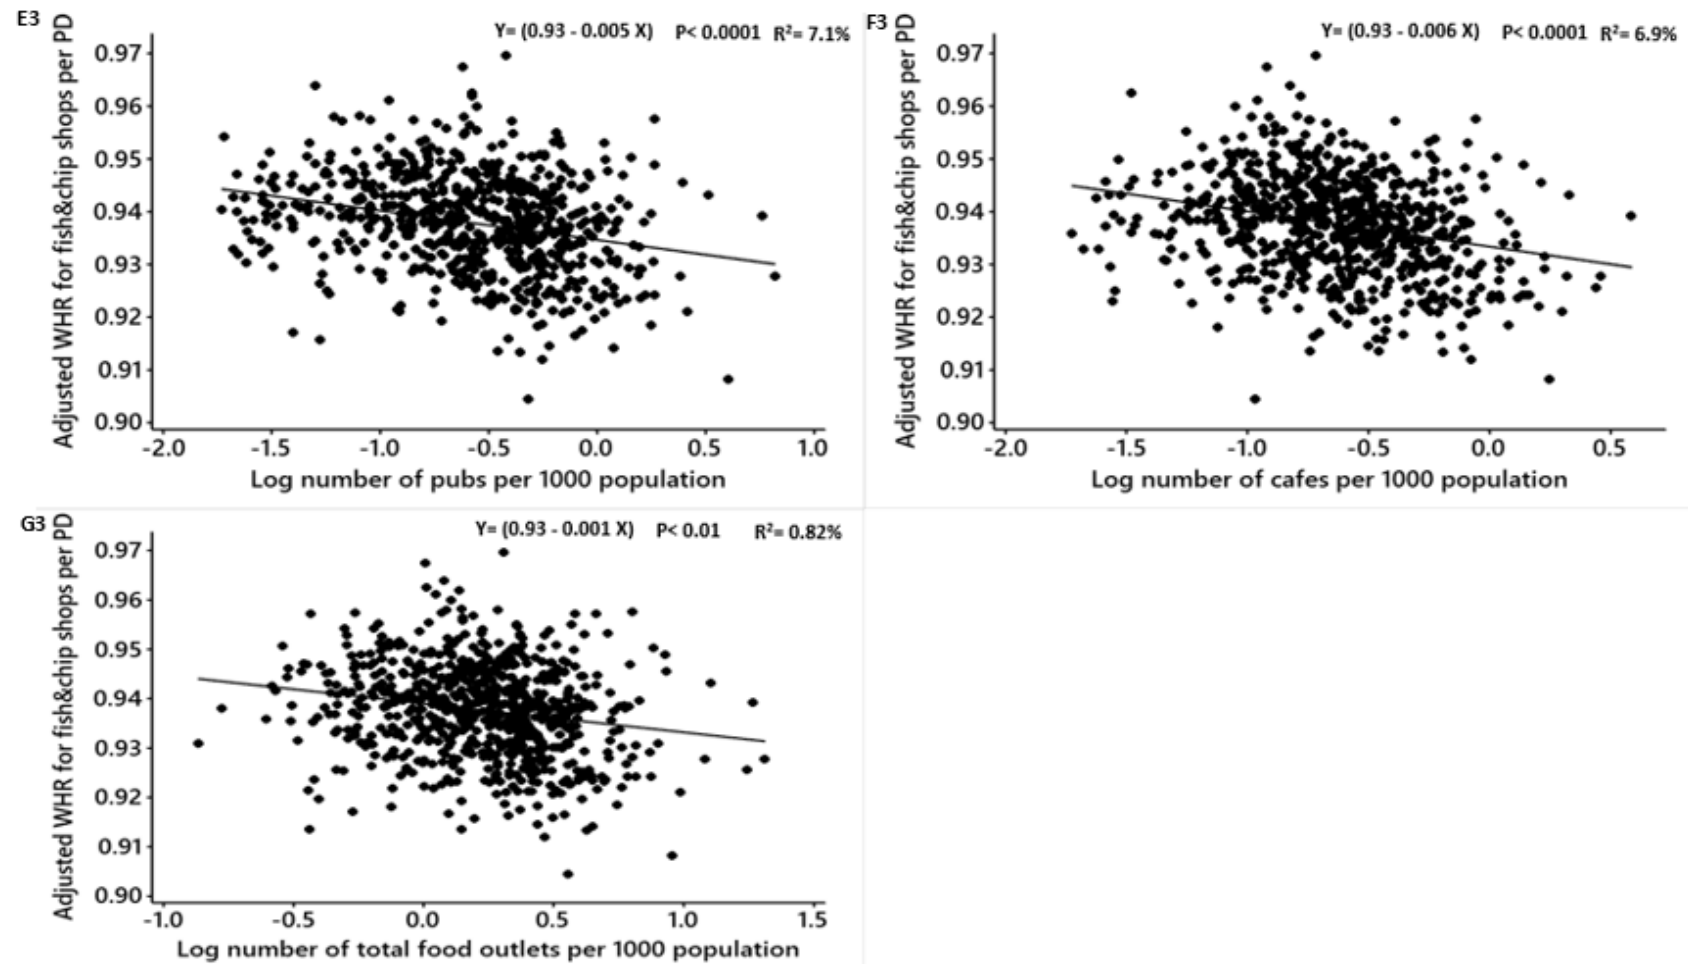 E3
Y= (0.93 - 0.005 X) P< 0.0001 R²= 7.1%
Adjusted WHR for fish&chip shops per PD
0.97
0.96
0.95
0.94
0.93
0.92
0.91
0.90
-2.0 -1.5 -1.0 -0.5 0.0 0.5 1.0
Log number of pubs per 1000 population
F3
Y= (0.93 - 0.006 X) P< 0.0001 R²= 6.9%
Adjusted WHR for fish&chip shops per PD
0.97
0.96
0.95
0.94
0.93
0.92
0.91
0.90
-2.0 -1.5 -1.0 -0.5 0.0 0.5
Log number of cafes per 1000 population
G3
Y= (0.93 - 0.001 X) P< 0.01 R²= 0.82%
Adjusted WHR for fish&chip shops per PD
0.97
0.96
0.95
0.94
0.93
0.92
0.91
0.90
-1.0 -0.5 0.0 0.5 1.0 1.5
Log number of total food outlets per 1000 population